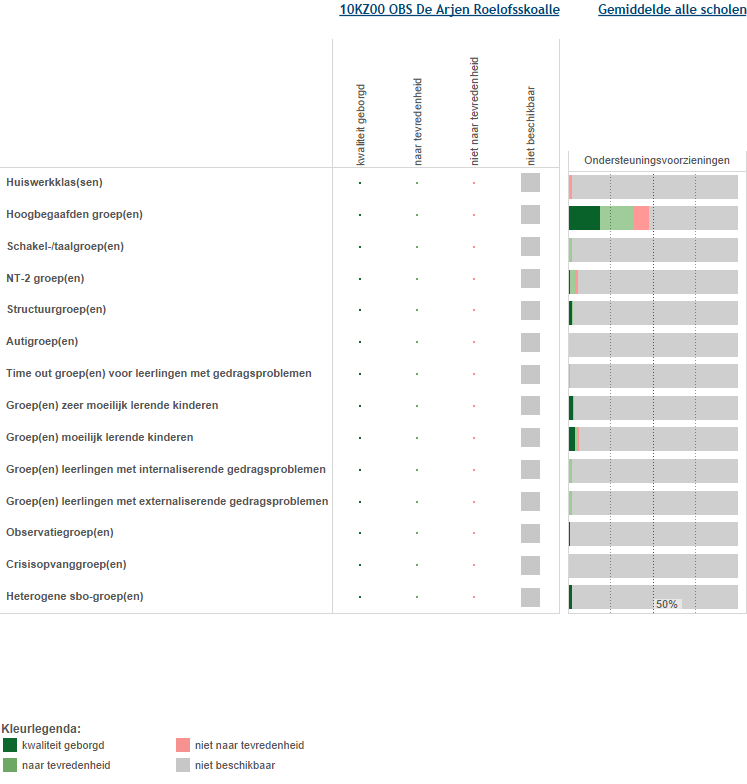 10KZ00 OBS De Arjen Roelofsskoalle
Gemiddelde alle scholen
kwaliteit geborgd
naar tevredenheid
niet naar tevredenheid
niet beschikbaar
Ondersteuningsvoorzieningen
Huiswerkklas(sen)
Hoogbegaafden groep(en)
Schakel-/taalgroep(en)
NT-2 groep(en)
Structuurgroep(en)
Autigroep(en)
Time out groep(en) voor leerlingen met gedragsproblemen
Groep(en) zeer moeilijk lerende kinderen
Groep(en) moeilijk lerende kinderen
Groep(en) leerlingen met internaliserende gedragsproblemen
Groep(en) leerlingen met externaliserende gedragsproblemen
Observatiegroep(en)
Crisisopvanggroep(en)
Heterogene sbo-groep(en)
50%
Kleurlegenda:
kwaliteit geborgd
niet naar tevredenheid
naar tevredenheid
niet beschikbaar